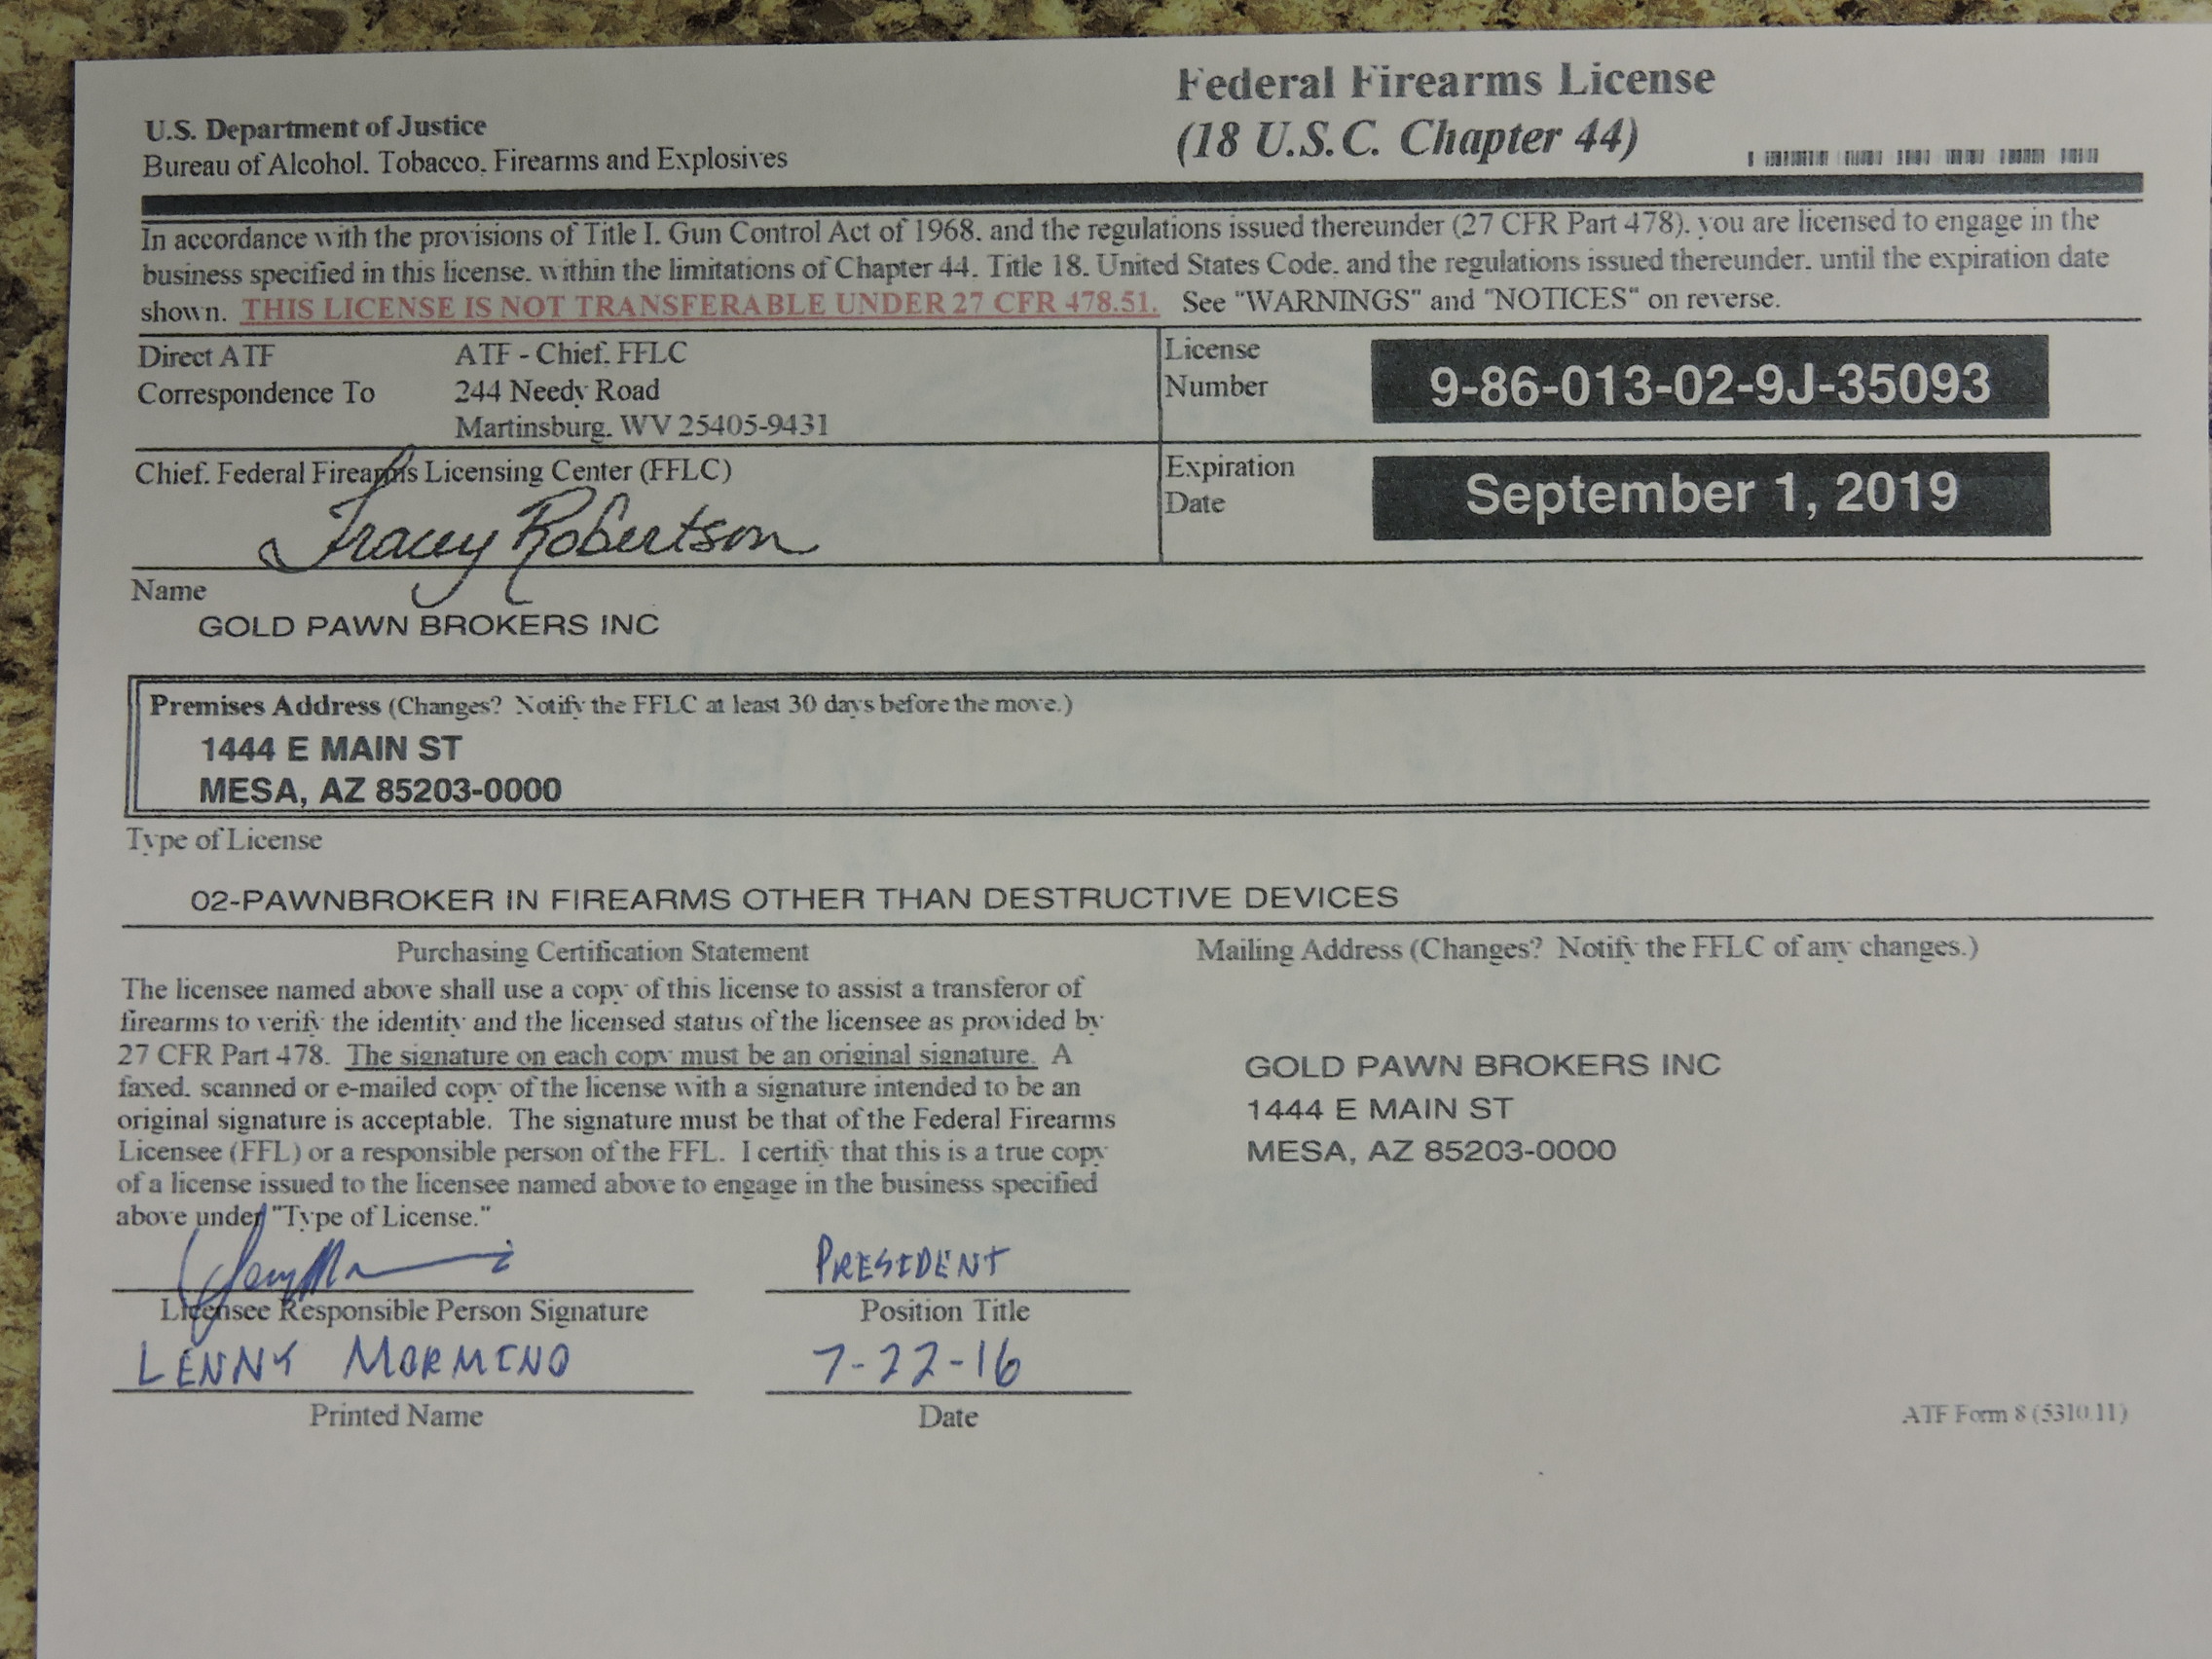 Federal Firearms License
(18 U.S.C. Chapter 44)
U.S. Department of Justice
Bureau of Alcohol, Tobacco, Firearms and Explosives
In accordance with the provisions of Title I, Gun Control Act of 1968, and the regulations issued thereunder (27 CFR Part 478), you are licensed to engage in the
business specified in this license, within the limitations of Chapter 44, Title 18, United States Code, and the regulations issued thereunder, until the expiration date
shown. THIS LICENSE IS NOT TRANSFERABLE UNDER 27 CFR 478.51. See "WARNINGS" and "NOTICES" on reverse.
Direct ATF
Correspondence To
ATF - Chief, FFLC
244 Needy Road
Martinsburg, WV 25405-9431
License
Number
9-86-013-02-9J-35093
Chief, Federal Firearms Licensing Center (FFLC)
Tracey Robertson
Expiration
Date
September 1, 2019
Name
GOLD PAWN BROKERS INC
Premises Address (Changes? Notify the FFLC at least 30 days before the move.)
1444 E MAIN ST
MESA, AZ 85203-0000
Type of License
02-PAWNBROKER IN FIREARMS OTHER THAN DESTRUCTIVE DEVICES
Purchasing Certification Statement
The licensee named above shall use a copy of this license to assist a transferor of
firearms to verify the identity and the licensed status of the licensee as provided by
27 CFR Part 478. The signature on each copy must be an original signature. A
faxed, scanned or e-mailed copy of the license with a signature intended to be an
original signature is acceptable. The signature must be that of the Federal Firearms
Licensee (FFL) or a responsible person of the FFL. I certify that this is a true copy
of a license issued to the licensee named above to engage in the business specified
above under "Type of License."
Mailing Address (Changes? Notify the FFLC of any changes.)
GOLD PAWN BROKERS INC
1444 E MAIN ST
MESA, AZ 85203-0000
PRESIDENT
Licensee Responsible Person Signature
Position Title
LENNY MORMINO
7-22-16
Printed Name
Date
ATF Form 8 (5310.11)